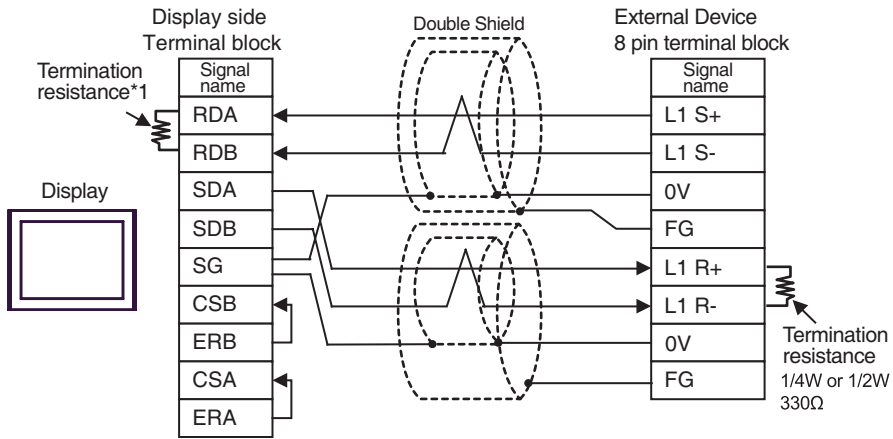 Display side
Terminal block
Double Shield
External Device
8 pin terminal block
Termination
resistance*1
Display
Signal
name
RDA
RDB
SDA
SDB
SG
CSB
ERB
CSA
ERA
Signal
name
L1 S+
L1 S-
0V
FG
L1 R+
L1 R-
0V
FG
Termination
resistance
1/4W or 1/2W
330Ω